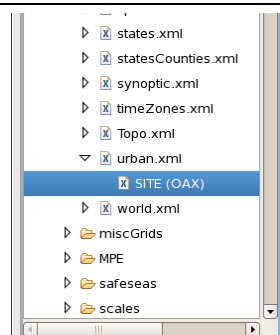 states.xml
statesCounties.xml
synoptic.xml
timeZones.xml
Topo.xml
urban.xml
SITE (OAX)
world.xml
miscGrids
MPE
safeseas
scales